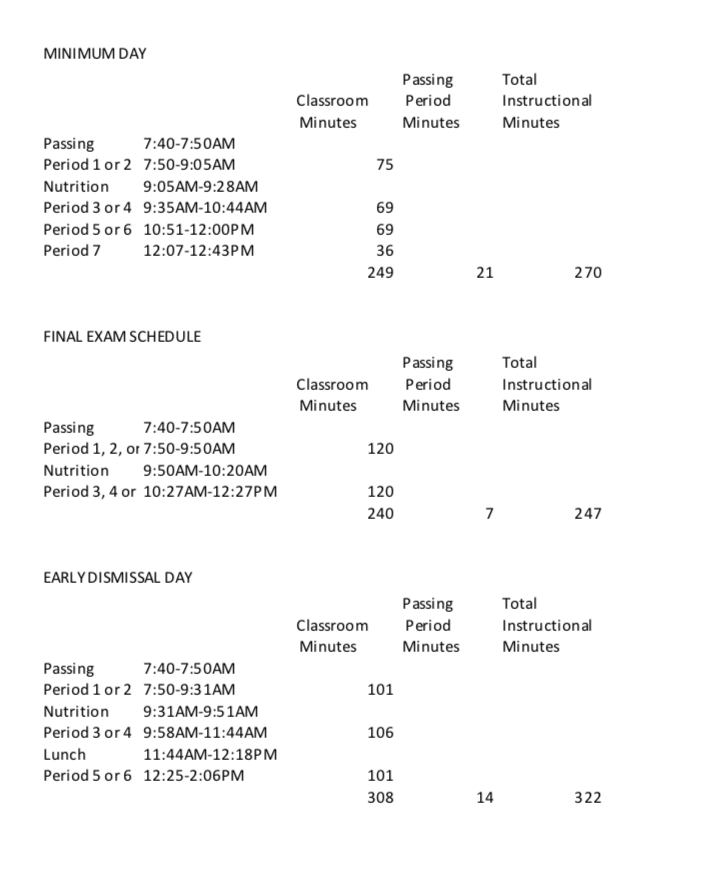 MINIMUM DAY
Passing Total
Classroom Period Instructional
Minutes Minutes Minutes
Passing 7:40-7:50AM
Period 1 or 2 7:50-9:05AM 75
Nutrition 9:05AM-9:28AM
Period 3 or 4 9:35AM-10:44AM 69
Period 5 or 6 10:51-12:00PM 69
Period 7 12:07-12:43PM 36
249 21 270
FINAL EXAM SCHEDULE
Passing Total
Classroom Period Instructional
Minutes Minutes Minutes
Passing 7:40-7:50AM
Period 1, 2, or 7:50-9:50AM 120
Nutrition 9:50AM-10:20AM
Period 3, 4 or 10:27AM-12:27PM 120
240 7 247
EARLY DISMISSAL DAY
Passing Total
Classroom Period Instructional
Minutes Minutes Minutes
Passing 7:40-7:50AM
Period 1 or 2 7:50-9:31AM 101
Nutrition 9:31AM-9:51AM
Period 3 or 4 9:58AM-11:44AM 106
Lunch 11:44AM-12:18PM
Period 5 or 6 12:25-2:06PM 101
308 14 322